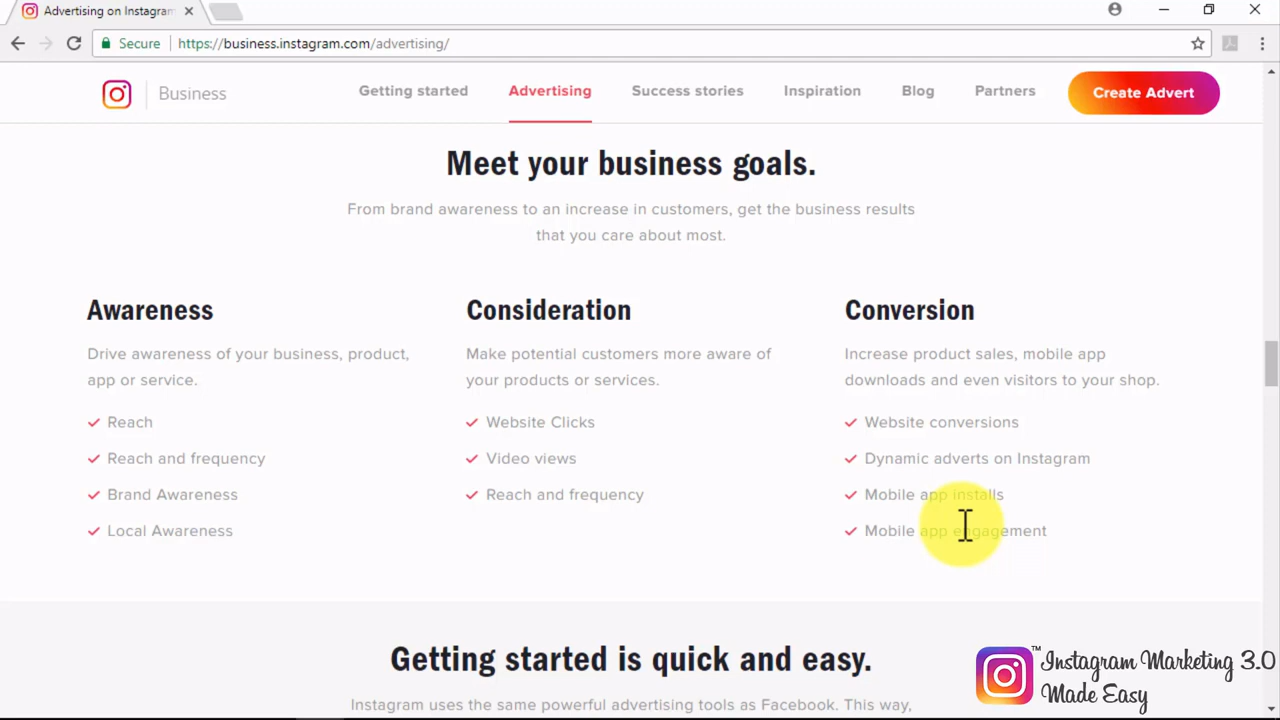 Advertising on Instagram
Secure
https://business.instagram.com/advertising/
Business
Getting started
Advertising
Success stories
Inspiration
Blog
Partners
Create Advert
Meet your business goals.
From brand awareness to an increase in customers, get the business results
that you care about most.
Awareness
Drive awareness of your business, product,
app or service.
Reach
Reach and frequency
Brand Awareness
Local Awareness
Consideration
Make potential customers more aware of
your products or services.
Website Clicks
Video views
Reach and frequency
Conversion
Increase product sales, mobile app
downloads and even visitors to your shop.
Website conversions
Dynamic adverts on Instagram
Mobile app installs
Mobile app engagement
Getting started is quick and easy.
Instagram uses the same powerful advertising tools as Facebook. This way,
™ Instagram Marketing 3.0
Made Easy